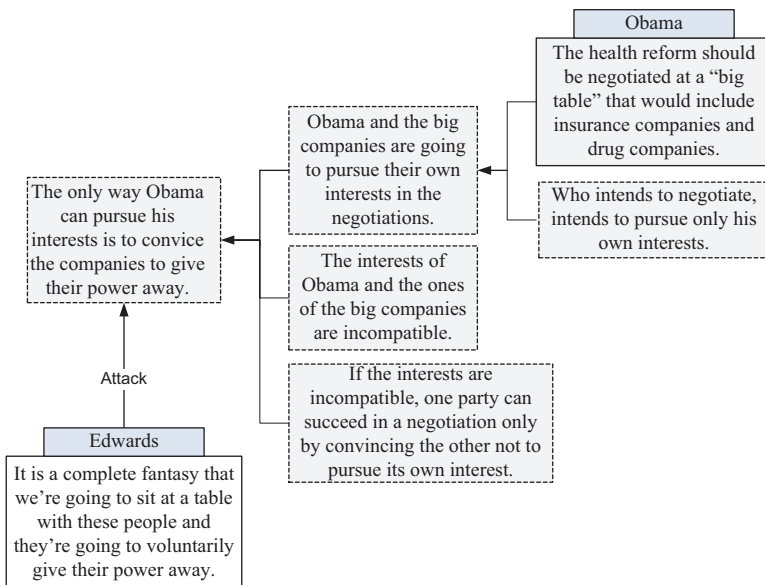 Obama
The health reform should
be negotiated at a “big
table” that would include
insurance companies and
drug companies.
Obama and the big
companies are going
to pursue their own
interests in the
negotiations.
Who intends to negotiate,
intends to pursue only his
own interests.
The only way Obama
can pursue his
interests is to convice
the companies to give
their power away.
The interests of
Obama and the ones
of the big companies
are incompatible.
If the interests are
incompatible, one party can
succeed in a negotiation only
by convincing the other not to
pursue its own interest.
Attack
Edwards
It is a complete fantasy that
we’re going to sit at a table
with these people and
they’re going to voluntarily
give their power away.